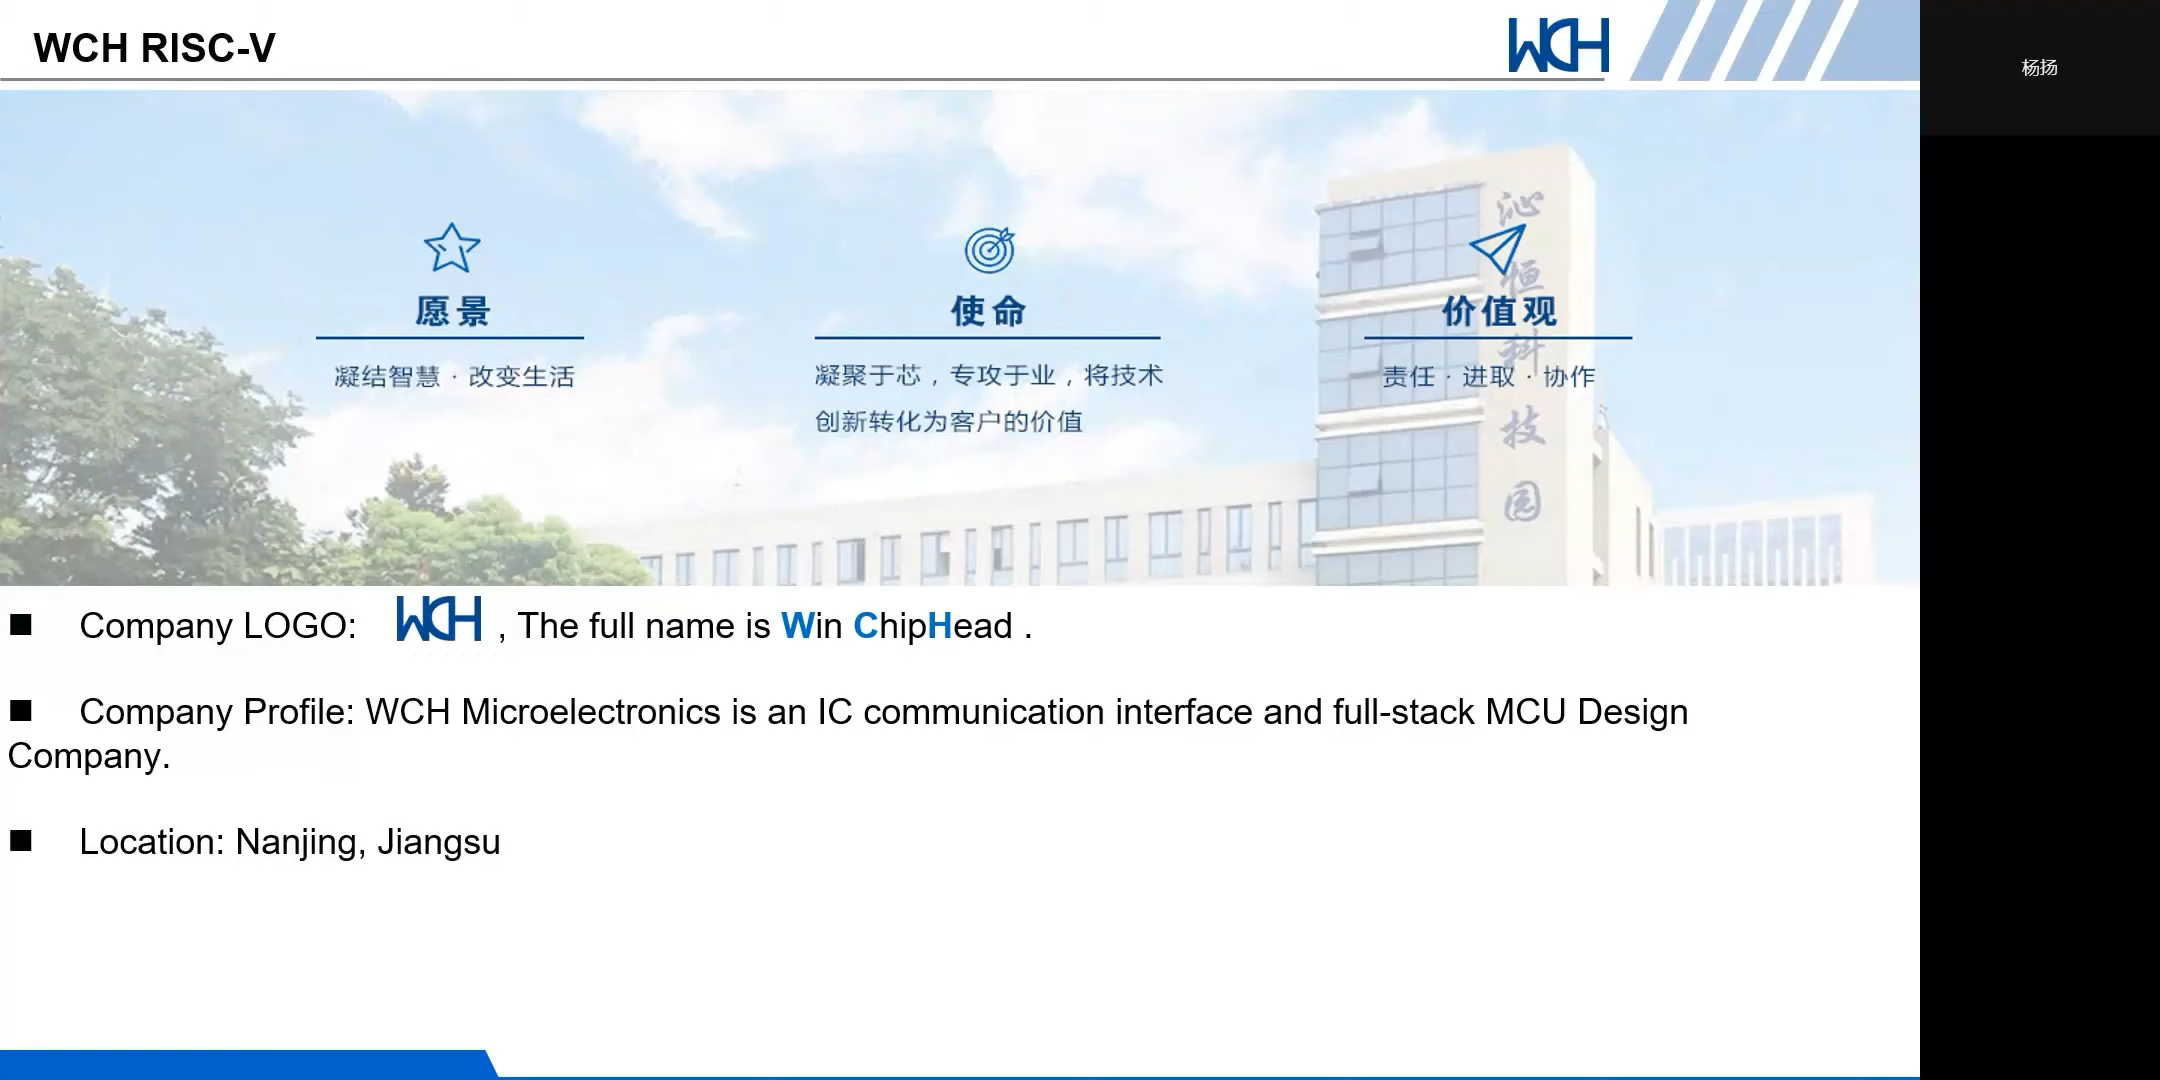 WCH RISC-V
WCH
杨扬
沁恒科技园
愿景
使命
价值观
凝结智慧 · 改变生活
凝聚于芯，专攻于业，将技术
创新转化为客户的价值
责任 · 进取 · 协作
■ Company LOGO: WCH , The full name is Win ChipHead .
■ Company Profile: WCH Microelectronics is an IC communication interface and full-stack MCU Design
Company.
■ Location: Nanjing, Jiangsu